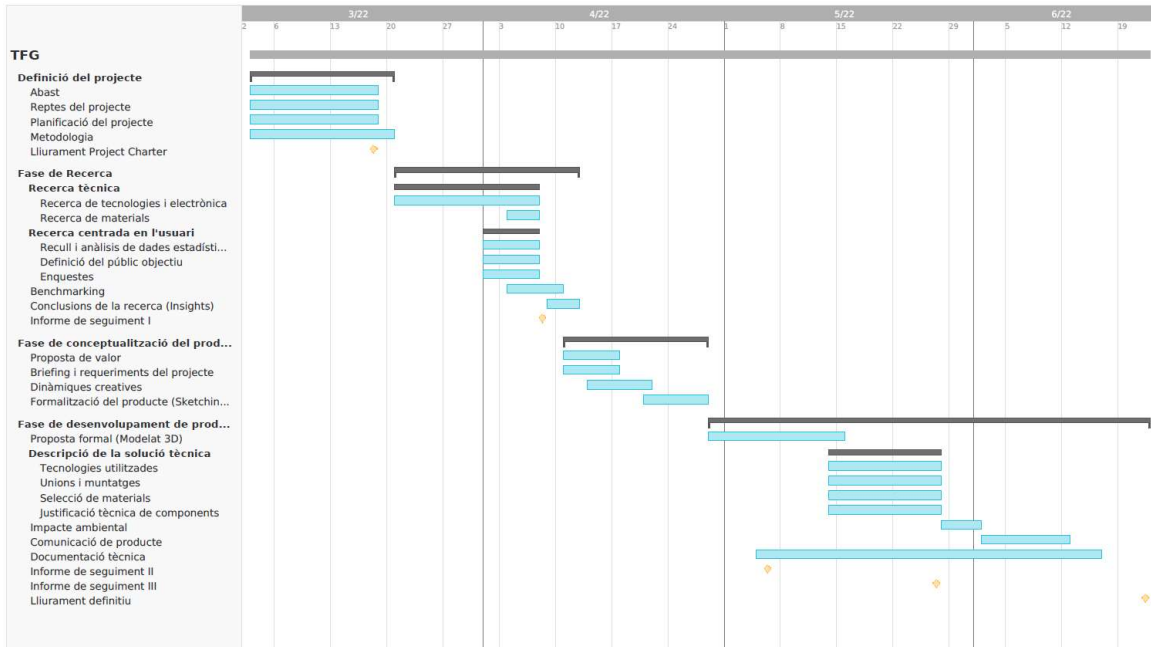 3/22 4/22 5/22 6/22
2 6 13 20 27 3 10 17 24 1 8 15 22 29 5 12 19
TFG
Definició del projecte
Abast
Reptes del projecte
Planificació del projecte
Metodologia
Lliurament Project Charter
Fase de Recerca
Recerca tècnica
Recerca de tecnologies i electrònica
Recerca de materials
Recerca centrada en l'usuari
Recull i anàlisis de dades estadísti...
Definició del públic objectiu
Enquestes
Benchmarking
Conclusions de la recerca (Insights)
Informe de seguiment I
Fase de conceptualització del prod...
Proposta de valor
Briefing i requeriments del projecte
Dinàmiques creatives
Formalització del producte (Sketchin...
Fase de desenvolupament de prod...
Proposta formal (Modelat 3D)
Descripció de la solució tècnica
Tecnologies utilitzades
Unions i muntatges
Selecció de materials
Justificació tècnica de components
Impacte ambiental
Comunicació de producte
Documentació tècnica
Informe de seguiment II
Informe de seguiment III
Lliurament definitiu